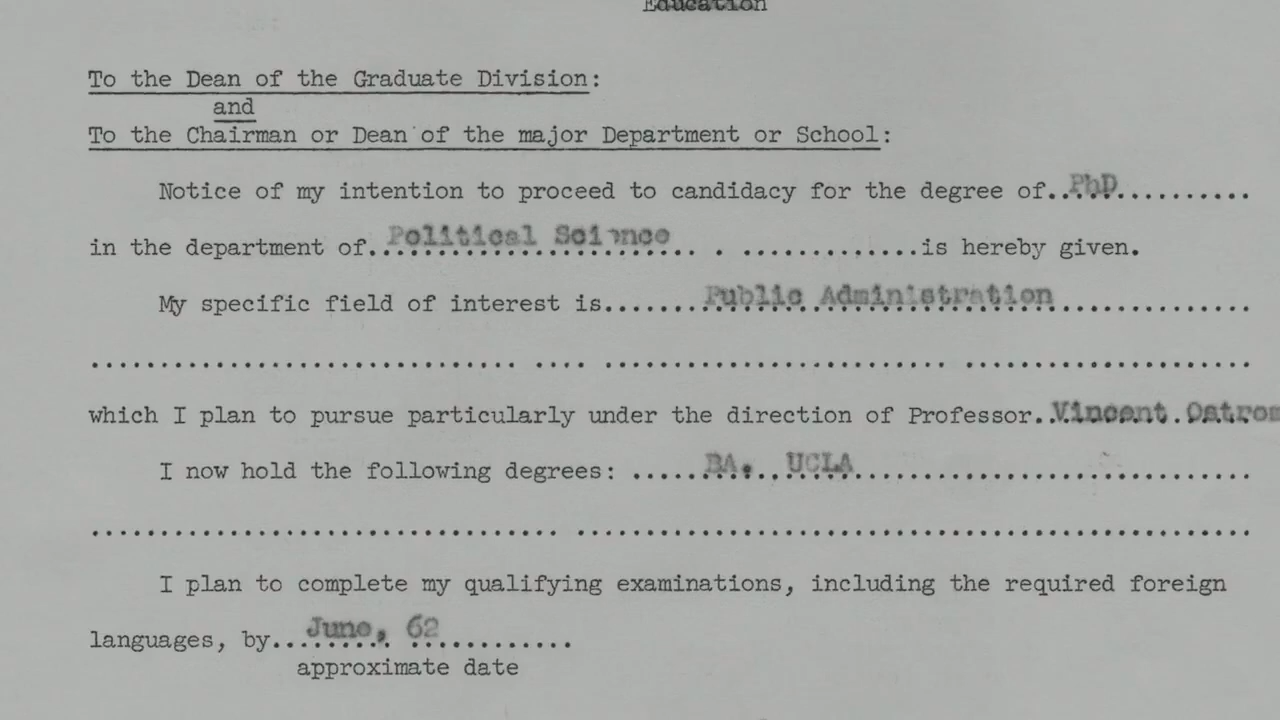 Education
To the Dean of the Graduate Division:
and
To the Chairman or Dean of the major Department or School:
Notice of my intention to proceed to candidacy for the degree of..PhD..........
in the department of..Political Science.. . .............is hereby given.
My specific field of interest is.......Public Administration..............
............................... .... ......................... .....................
which I plan to pursue particularly under the direction of Professor..Vincent.Ostrom
I now hold the following degrees: .....BA...UCLA.............................
.................................. .................................................
I plan to complete my qualifying examinations, including the required foreign
languages, by..June, 62..........
approximate date